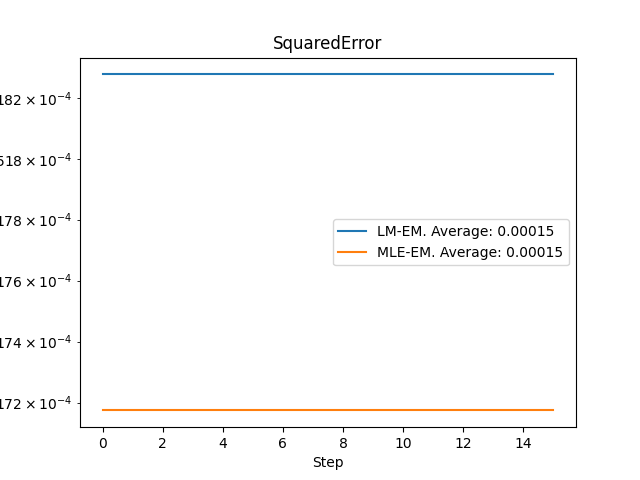 SquaredError
182 × 10⁻⁴
518 × 10⁻⁴
178 × 10⁻⁴
176 × 10⁻⁴
174 × 10⁻⁴
172 × 10⁻⁴
LM-EM. Average: 0.00015
MLE-EM. Average: 0.00015
0 2 4 6 8 10 12 14
Step